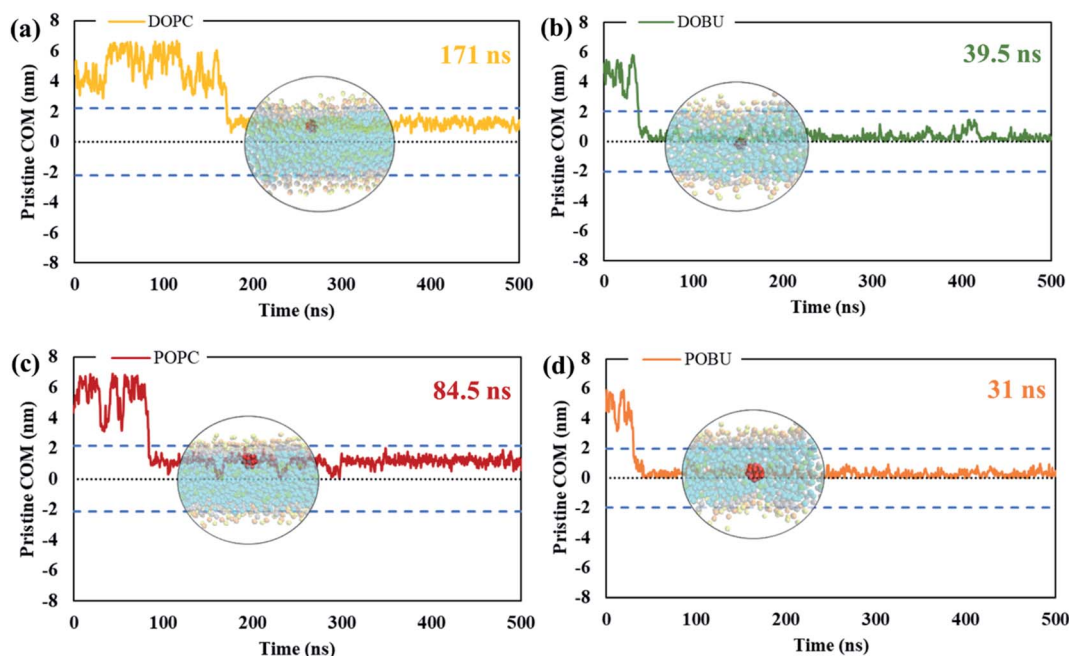 (a)
DOPC
171 ns
Pristine COM (nm)
8
6
4
2
0
-2
-4
-6
-8
0 100 200 300 400 500
Time (ns)
(b)
DOBU
39.5 ns
Pristine COM (nm)
8
6
4
2
0
-2
-4
-6
-8
0 100 200 300 400 500
Time (ns)
(c)
POPC
84.5 ns
Pristine COM (nm)
8
6
4
2
0
-2
-4
-6
-8
0 100 200 300 400 500
Time (ns)
(d)
POBU
31 ns
Pristine COM (nm)
8
6
4
2
0
-2
-4
-6
-8
0 100 200 300 400 500
Time (ns)